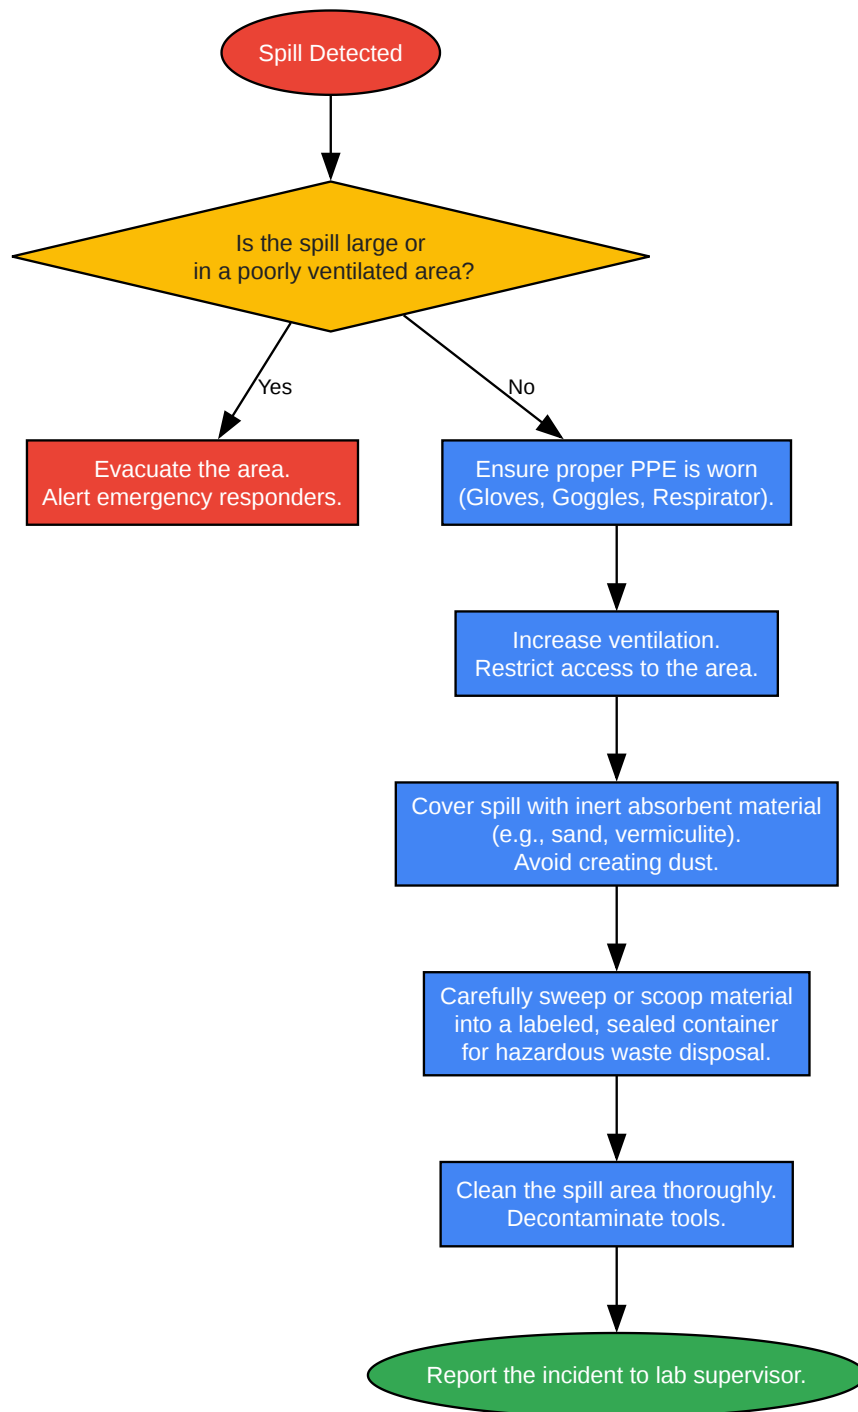 Spill Detected
Is the spill large or
in a poorly ventilated area?
Yes
No
Evacuate the area.
Alert emergency responders.
Ensure proper PPE is worn
(Gloves, Goggles, Respirator).
Increase ventilation.
Restrict access to the area.
Cover spill with inert absorbent material
(e.g., sand, vermiculite).
Avoid creating dust.
Carefully sweep or scoop material
into a labeled, sealed container
for hazardous waste disposal.
Clean the spill area thoroughly.
Decontaminate tools.
Report the incident to lab supervisor.